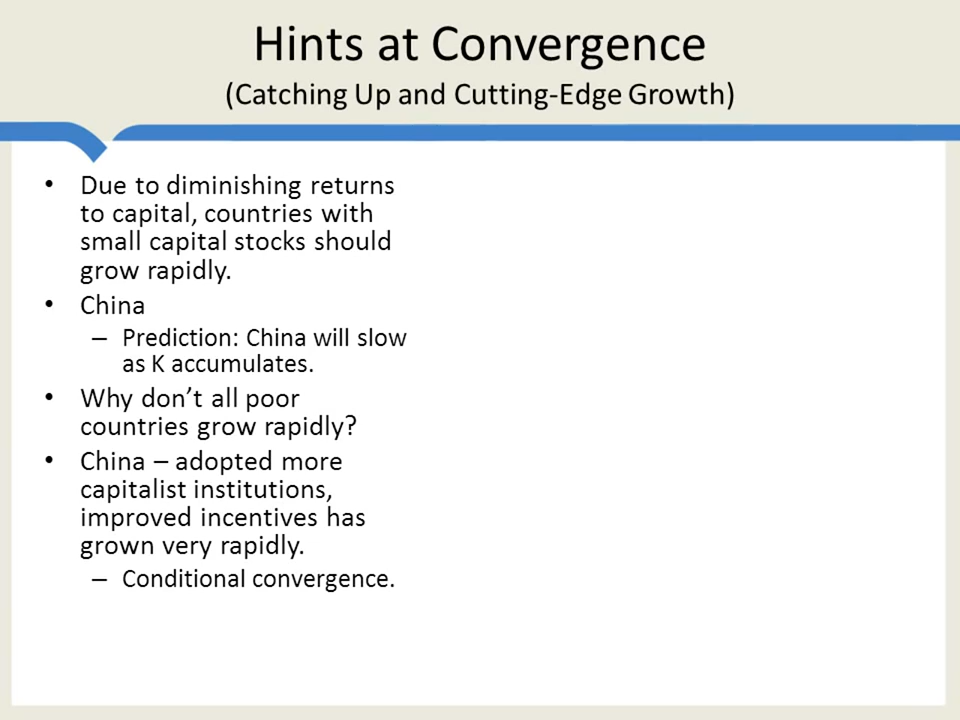 Hints at Convergence
(Catching Up and Cutting-Edge Growth)
• Due to diminishing returns
to capital, countries with
small capital stocks should
grow rapidly.
• China
– Prediction: China will slow
as K accumulates.
• Why don’t all poor
countries grow rapidly?
• China – adopted more
capitalist institutions,
improved incentives has
grown very rapidly.
– Conditional convergence.